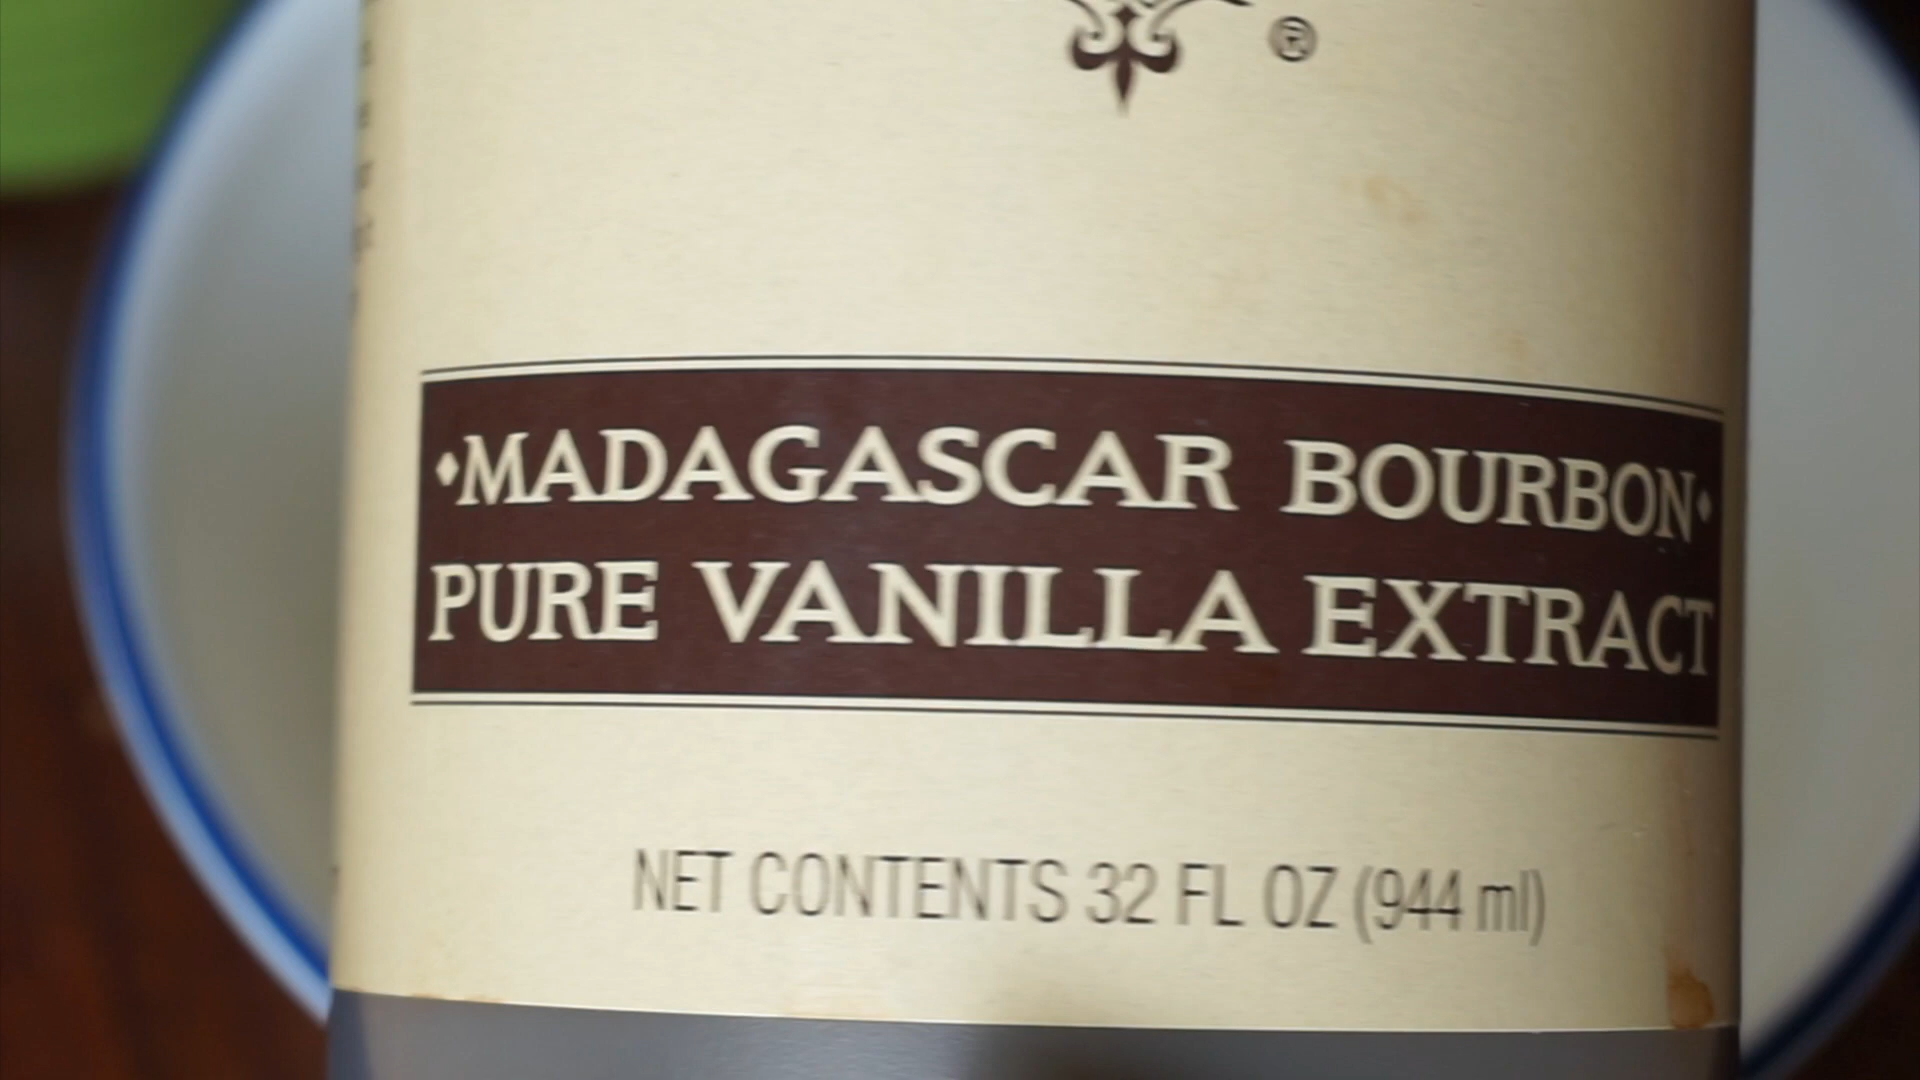 ®
•MADAGASCAR BOURBON•
PURE VANILLA EXTRACT
NET CONTENTS 32 FL OZ (944 ml)